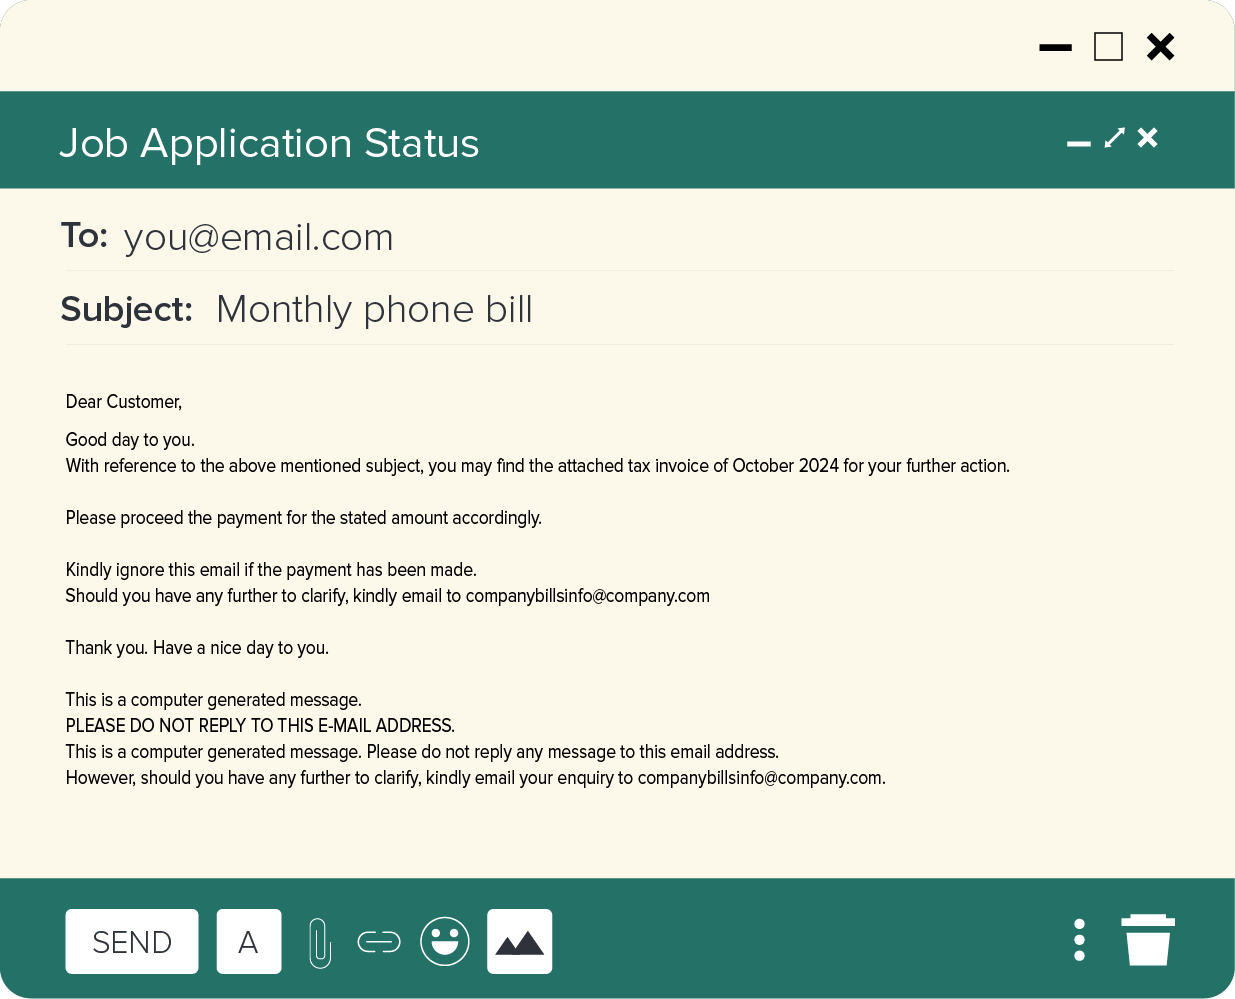 Job Application Status
To: you@email.com
Subject: Monthly phone bill
Dear Customer,
Good day to you.
With reference to the above mentioned subject, you may find the attached tax invoice of October 2024 for your further action.
Please proceed the payment for the stated amount accordingly.
Kindly ignore this email if the payment has been made.
Should you have any further to clarify, kindly email to companybillsinfo@company.com
Thank you. Have a nice day to you.
This is a computer generated message.
PLEASE DO NOT REPLY TO THIS E-MAIL ADDRESS.
This is a computer generated message. Please do not reply any message to this email address.
However, should you have any further to clarify, kindly email your enquiry to companybillsinfo@company.com.
SEND A